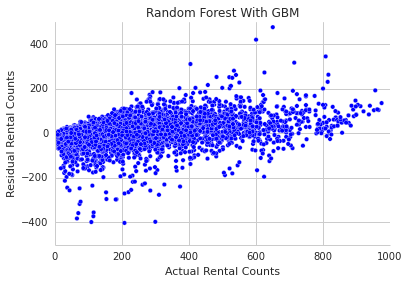 Random Forest With GBM
Residual Rental Counts
400
200
0
−200
−400
0 200 400 600 800 1000
Actual Rental Counts